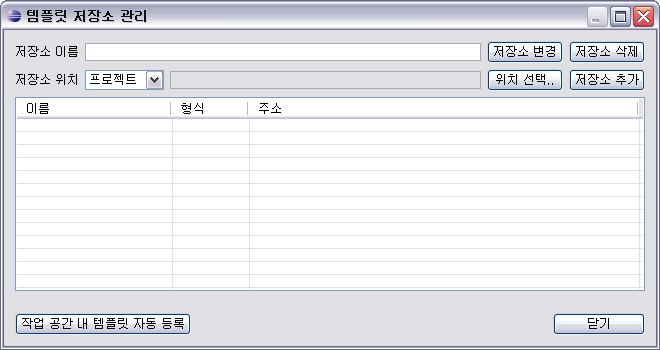 템플릿 저장소 관리
저장소 이름 저장소 변경 저장소 삭제
저장소 위치 프로젝트 위치 선택.. 저장소 추가
이름 형식 주소
작업 공간 내 템플릿 자동 등록 닫기